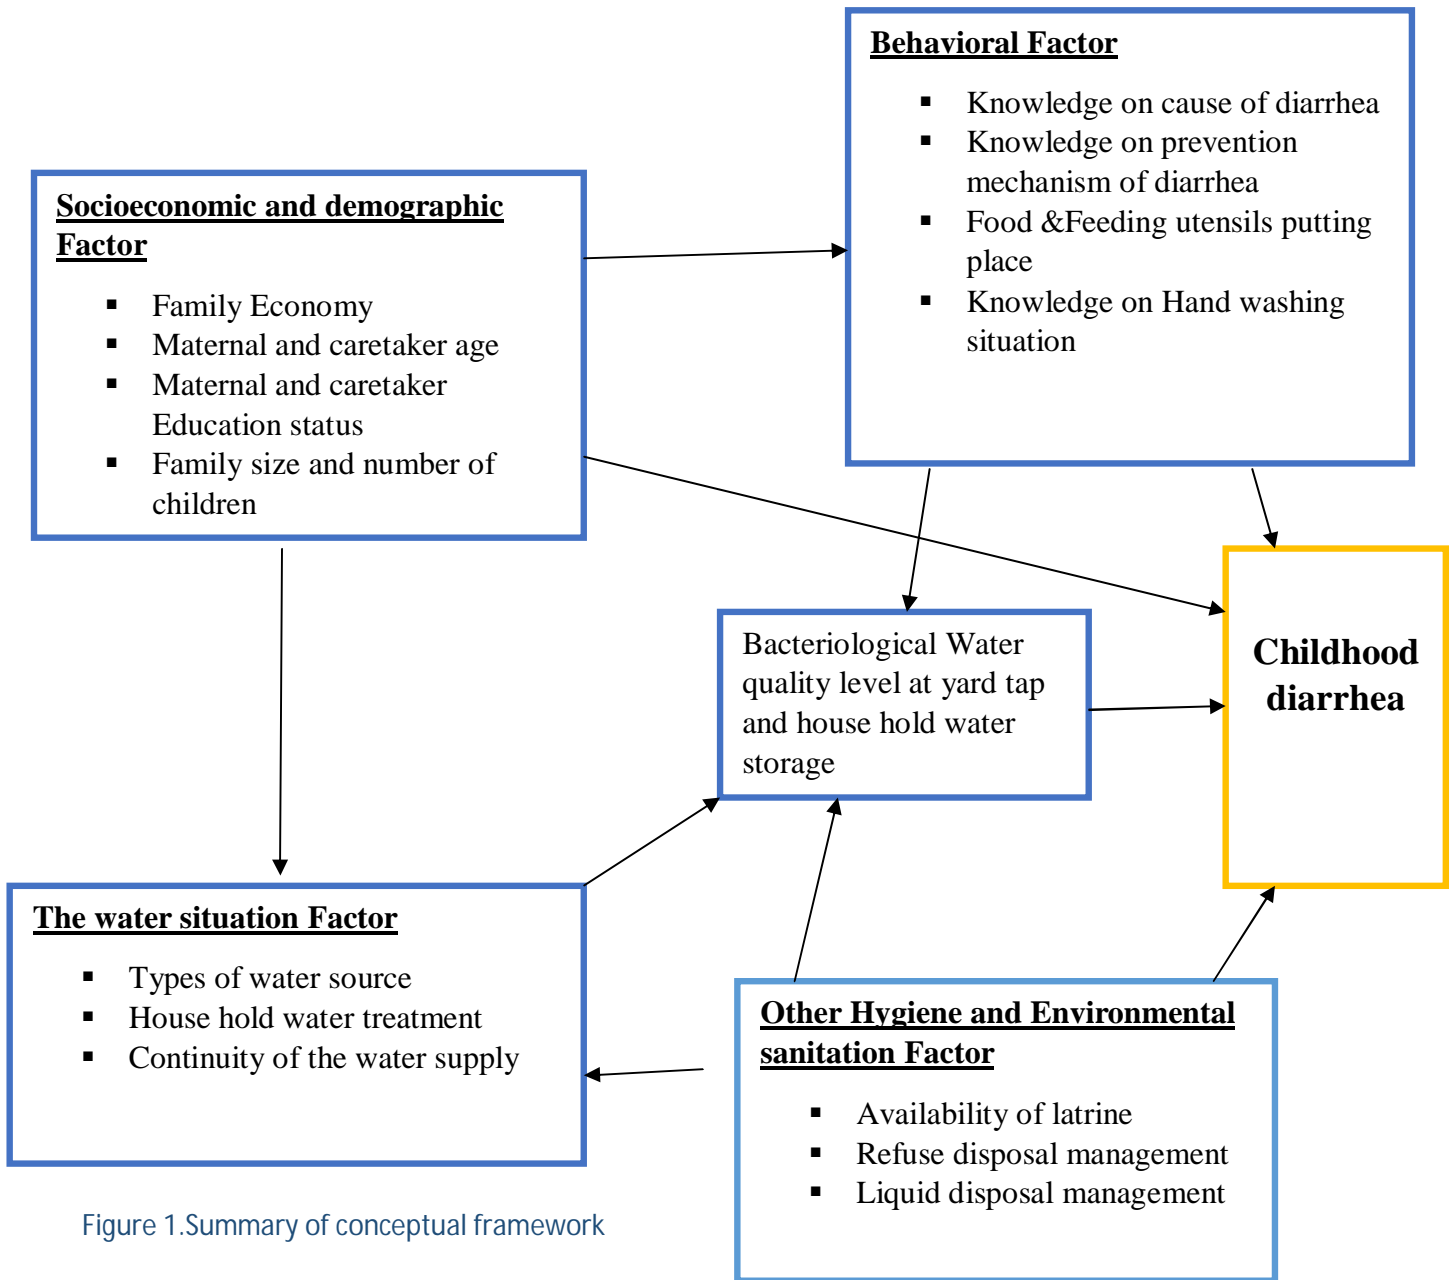 Behavioral Factor
▪ Knowledge on cause of diarrhea
▪ Knowledge on prevention
mechanism of diarrhea
▪ Food &Feeding utensils putting
place
▪ Knowledge on Hand washing
situation
Socioeconomic and demographic
Factor
▪ Family Economy
▪ Maternal and caretaker age
▪ Maternal and caretaker
Education status
▪ Family size and number of
children
Bacteriological Water
quality level at yard tap
and house hold water
storage
Childhood
diarrhea
The water situation Factor
▪ Types of water source
▪ House hold water treatment
▪ Continuity of the water supply
Other Hygiene and Environmental
sanitation Factor
▪ Availability of latrine
▪ Refuse disposal management
▪ Liquid disposal management
Figure 1.Summary of conceptual framework